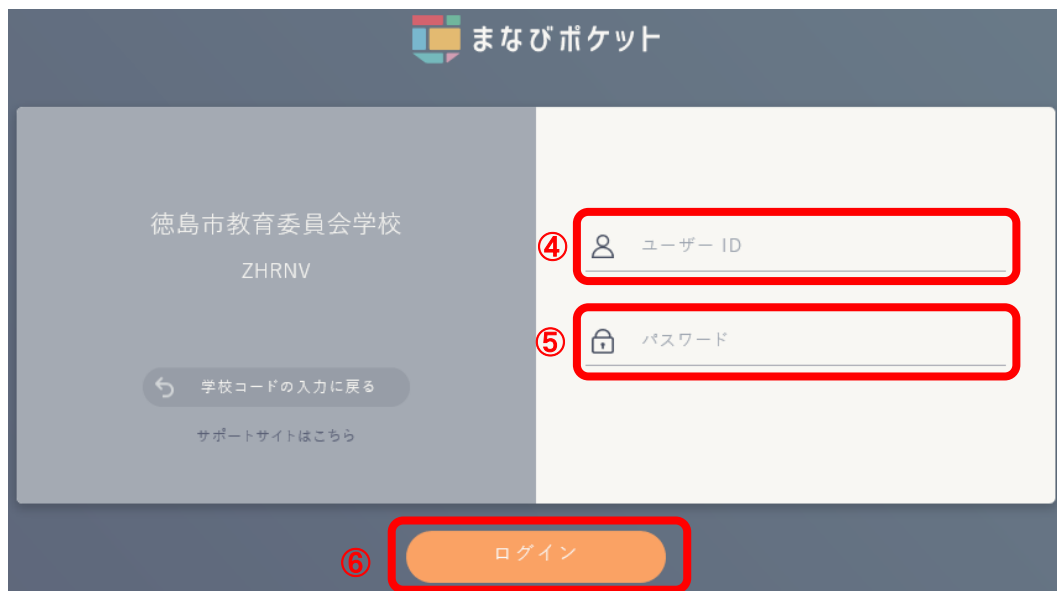 まなびポケット
徳島市教育委員会学校
ZHRNV
学校コードの入力に戻る
サポートサイトはこちら
④ ユーザー ID
⑤ パスワード
⑥ ログイン